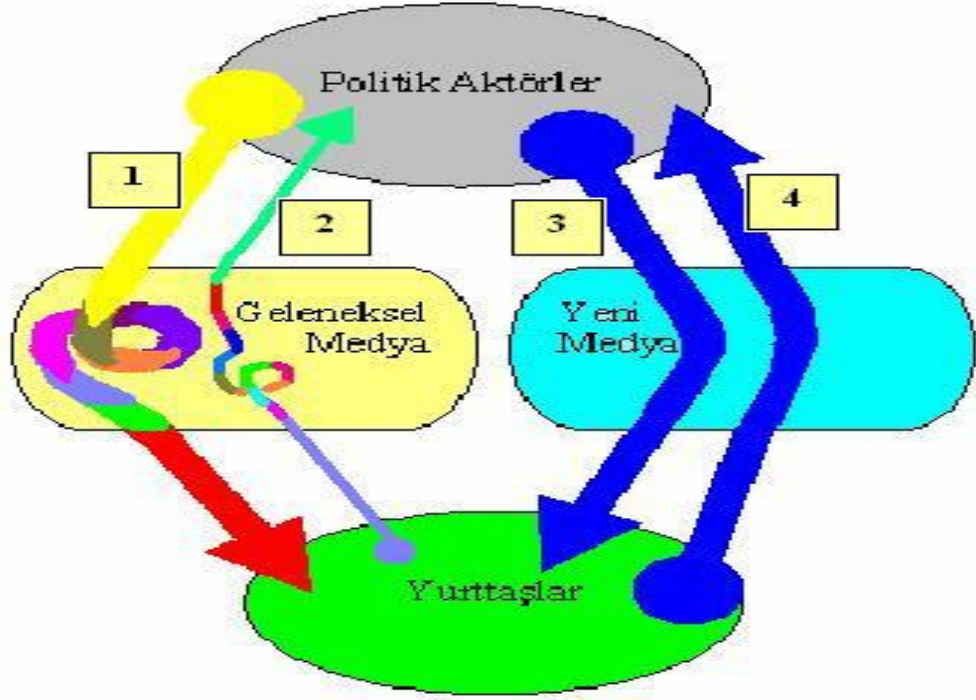 Politik Aktörler
1
2
3
4
Geleneksel
Medya
Yeni
Medya
Yurttaşlar